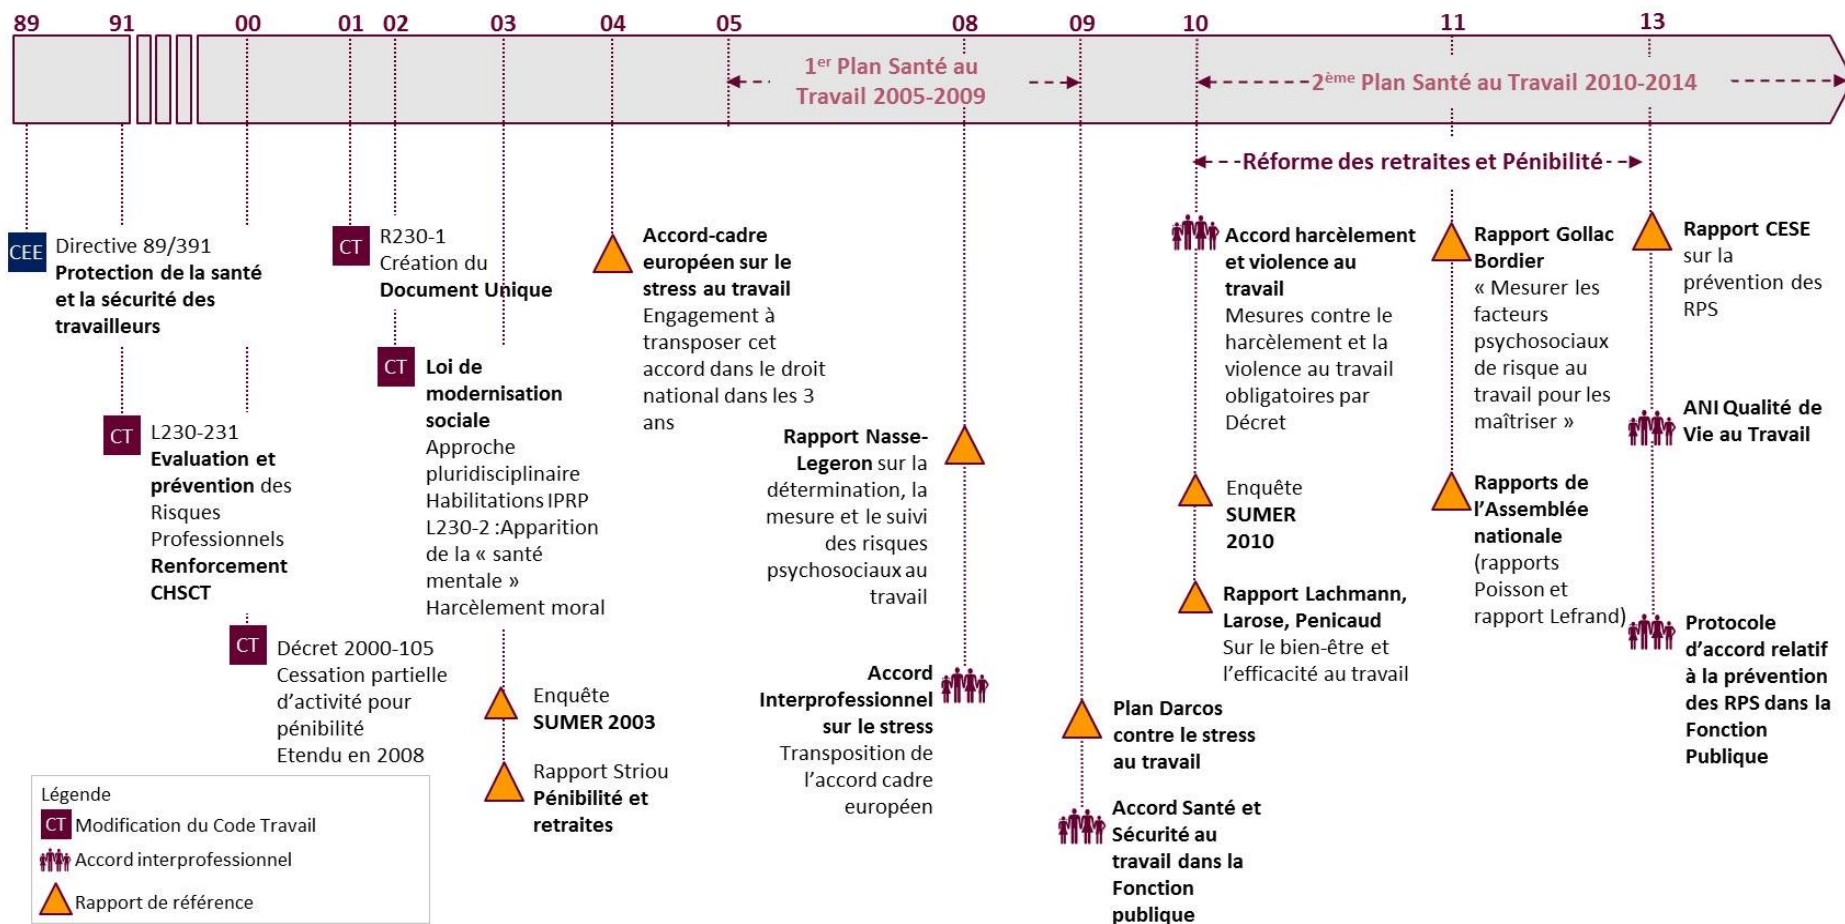 89 91 00 01 02 03 04 05 08 09 10 11 13
1er Plan Santé au
Travail 2005-2009
2ème Plan Santé au Travail 2010-2014
Réforme des retraites et Pénibilité
CEE
Directive 89/391
Protection de la santé
et la sécurité des
travailleurs
CT
L230-231
Evaluation et
prévention des
Risques
Professionnels
Renforcement
CHSCT
CT
Décret 2000-105
Cessation partielle
d'activité pour
pénibilité
Etendu en 2008
CT
R230-1
Création du
Document Unique
CT
Loi de
modernisation
sociale
Approche
pluridisciplinaire
Habilitations IPRP
L230-2 :Apparition
de la « santé
mentale »
Harcèlement moral
Enquête
SUMER 2003
Rapport Striou
Pénibilité et
retraites
Accord-cadre
européen sur le
stress au travail
Engagement à
transposer cet
accord dans le droit
national dans les 3
ans
Rapport Nasse-
Legeron sur la
détermination, la
mesure et le suivi
des risques
psychosociaux au
travail
Accord
Interprofessionnel
sur le stress
Transposition de
l'accord cadre
européen
Plan Darcos
contre le stress
au travail
Accord Santé et
Sécurité au
travail dans la
Fonction
publique
Accord harcèlement
et violence au
travail
Mesures contre le
harcèlement et la
violence au travail
obligatoires par
Décret
Enquête
SUMER
2010
Rapport Lachmann,
Larose, Penicaud
Sur le bien-être et
l'efficacité au travail
Rapport Gollac
Bordier
« Mesurer les
facteurs
psychosociaux
de risque au
travail pour les
maîtriser »
Rapports de
l'Assemblée
nationale
(rapports
Poisson et
rapport Lefrand)
Rapport CESE
sur la
prévention des
RPS
ANI Qualité de
Vie au Travail
Protocole
d'accord relatif
à la prévention
des RPS dans la
Fonction
Publique
Légende
CT Modification du Code Travail
Accord interprofessionnel
Rapport de référence